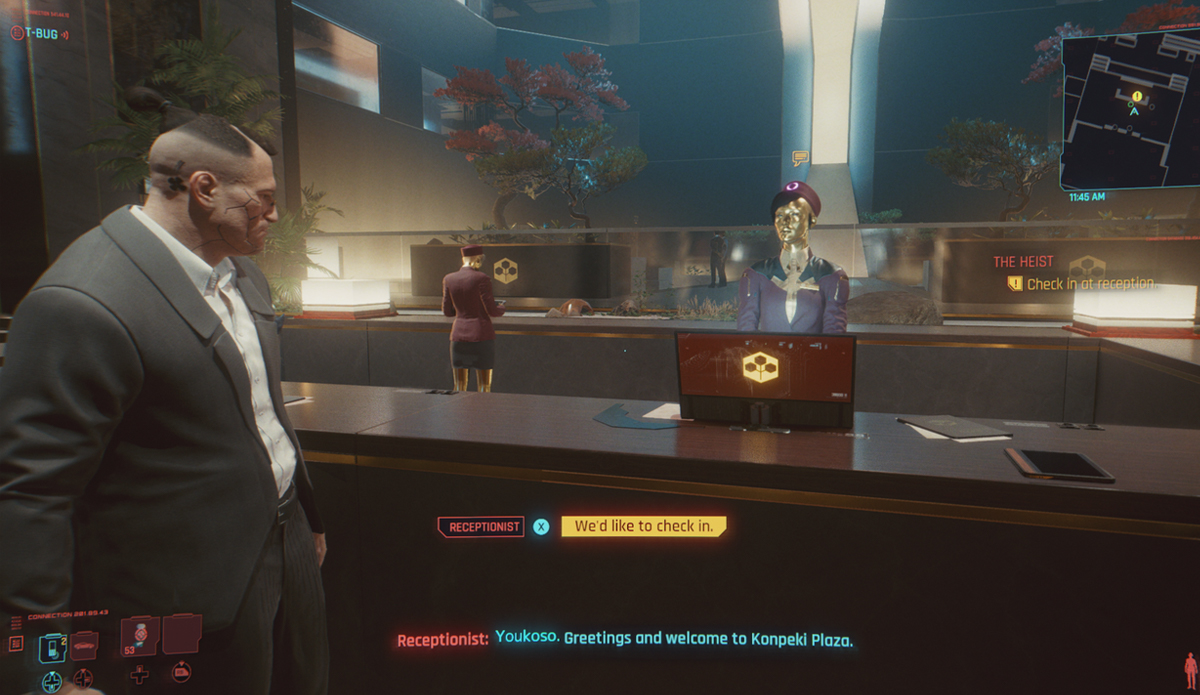 T-BUG
11:45 AM
THE HEIST
Check in at reception.
RECEPTIONIST X We'd like to check in.
Receptionist: Youkoso. Greetings and welcome to Konpeki Plaza.
2
53